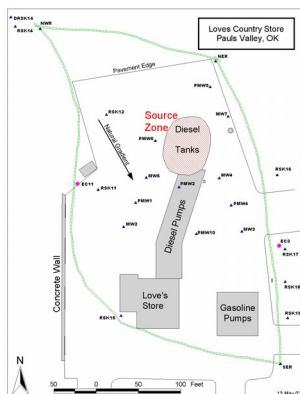 Loves Country Store
Pauls Valley, OK
DRSK14
RSK14
NWR
NER
Pavement Edge
PMW5
RSK12
Source
Zone
MW7
Diesel
Tanks
Natural Gradient
PMW6
RSK16
MW5
PMW2
MW4
EC11
RSK11
PMW1
PMW4
MW2
Diesel Pumps
PMW10
MW3
EC3
RSK17
Concrete Wall
Love's
Store
Gasoline
Pumps
RSK18
RSK15
SER
N
50
0
50
100
Feet